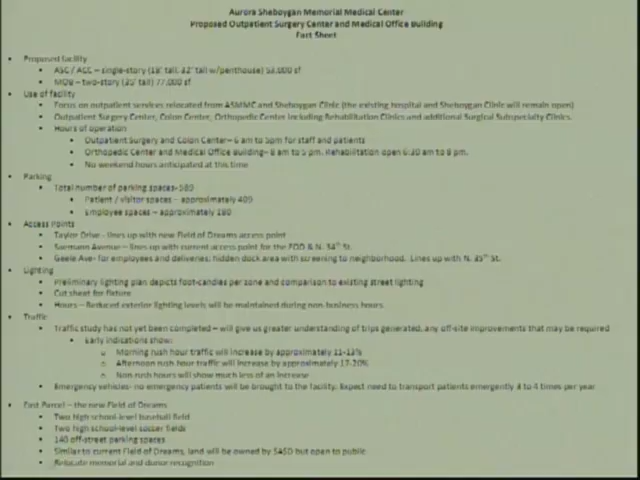 Aurora Sheboygan Memorial Medical Center
Proposed Outpatient Surgery Center and Medical Office Building
Fact Sheet
• Proposed facility
• ASC / ACC – single-story (18' tall, 32' tall w/penthouse) 53,000 sf
• MOB – two-story (35' tall) 77,000 sf
• Use of facility
• Focus on outpatient services relocated from ASMMC and Sheboygan Clinic (the existing hospital and Sheboygan Clinic will remain open)
• Outpatient Surgery Center, Colon Center, Orthopedic Center including Rehabilitation Clinics and additional Surgical Subspecialty Clinics.
• Hours of operation
• Outpatient Surgery and Colon Center– 6 am to 5pm for staff and patients
• Orthopedic Center and Medical Office Building– 8 am to 5 pm. Rehabilitation open 6:30 am to 8 pm.
• No weekend hours anticipated at this time
• Parking
• Total number of parking spaces-
• Patient / visitor spaces – approximately 409
• Employee spaces – approximately 180
• Access Points
• Taylor Drive - lines up with new Field of Dreams access point
• Avenue – lines up with current access point for the FOD & N. 34th St.
• Geele Ave- for employees and deliveries; hidden dock area with screening to neighborhood. Lines up with N. 35th St.
• Lighting
• Preliminary lighting plan depicts foot-candles per zone and comparison to existing street lighting
• Cut sheet for fixture
• Hours – Reduced exterior lighting levels will be maintained during non-business hours.
• Traffic
• Traffic study has not yet been completed – will give us greater understanding of trips generated, any off-site improvements that may be required
• Early indications show:
o Morning rush hour traffic will increase by approximately 11-13%
o Afternoon rush hour traffic will increase by approximately 17-20%
o Non rush hours will show much less of an increase
• Emergency vehicles- no emergency patients will be brought to the facility. Expect need to transport patients emergently 3 to 4 times per year
• East Parcel – the new Field of Dreams
• Two high school-level baseball field
• Two high school-level soccer fields
• 140 off-street parking spaces
• Similar to current Field of Dreams, land will be owned by SASD but open to public
• Relocate memorial and donor recognition